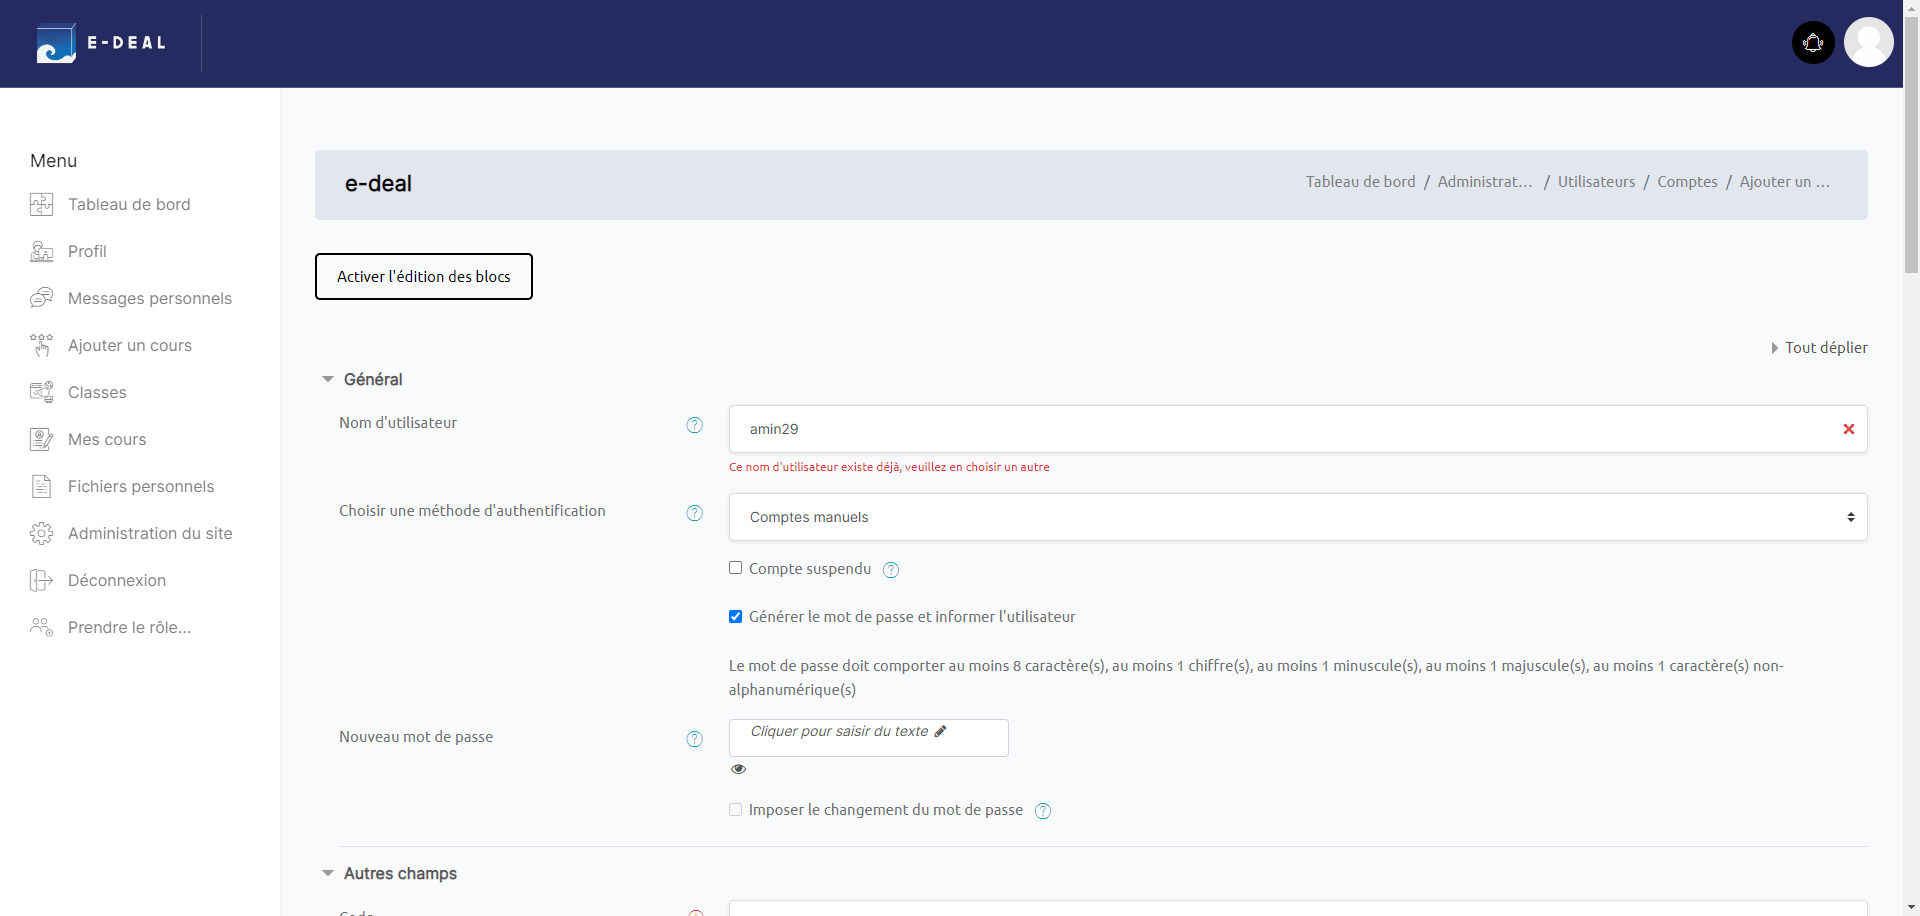 E-DEAL
Menu
Tableau de bord
Profil
Messages personnels
Ajouter un cours
Classes
Mes cours
Fichiers personnels
Administration du site
Déconnexion
Prendre le rôle...
e-deal
Tableau de bord / Administrat... / Utilisateurs / Comptes / Ajouter un ...
Activer l'édition des blocs
Tout déplier
Général
Nom d'utilisateur
amin29
Ce nom d'utilisateur existe déjà, veuillez en choisir un autre
Choisir une méthode d'authentification
Comptes manuels
Compte suspendu
Générer le mot de passe et informer l'utilisateur
Le mot de passe doit comporter au moins 8 caractère(s), au moins 1 chiffre(s), au moins 1 minuscule(s), au moins 1 majuscule(s), au moins 1 caractère(s) non-
alphanumérique(s)
Nouveau mot de passe
Cliquer pour saisir du texte
Imposer le changement du mot de passe
Autres champs